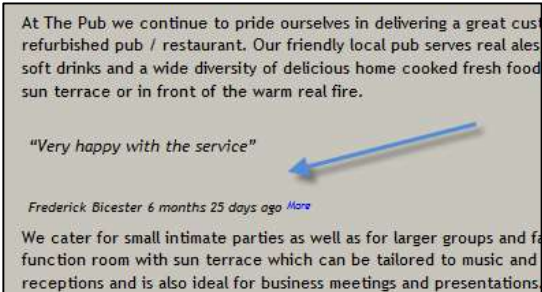 At The Pub we continue to pride ourselves in delivering a great
refurbished pub / restaurant. Our friendly local pub serves real ales
soft drinks and a wide diversity of delicious home cooked fresh food
sun terrace or in front of the warm real fire.
“Very happy with the service”
Frederick Bicester 6 months 25 days ago More
We cater for small intimate parties as well as for larger groups and
function room with sun terrace which can be tailored to music and
receptions and is also ideal for business meetings and presentations.